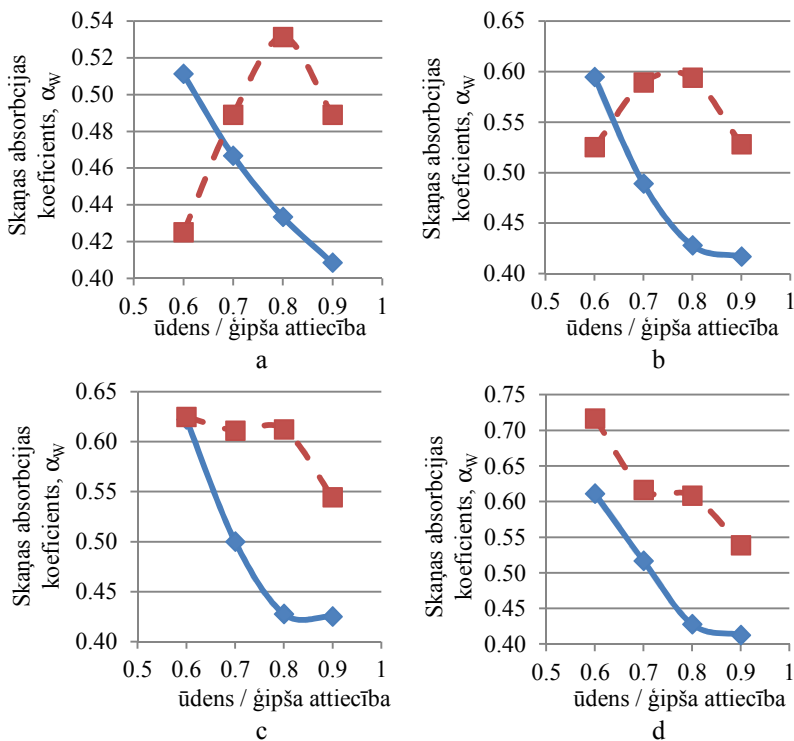 Skaņas absorbcijas
koeficients, αW
0.54
0.52
0.50
0.48
0.46
0.44
0.42
0.40
0.5 0.6 0.7 0.8 0.9 1
ūdens / ģipša attiecība
a
Skaņas absorbcijas
koeficients, αW
0.65
0.60
0.55
0.50
0.45
0.40
0.5 0.6 0.7 0.8 0.9 1
ūdens / ģipša attiecība
b
Skaņas absorbcijas
koeficients, αW
0.65
0.60
0.55
0.50
0.45
0.40
0.5 0.6 0.7 0.8 0.9 1
ūdens / ģipša attiecība
c
Skaņas absorbcijas
koeficients, αW
0.75
0.70
0.65
0.60
0.55
0.50
0.45
0.40
0.5 0.6 0.7 0.8 0.9 1
ūdens / ģipša attiecība
d